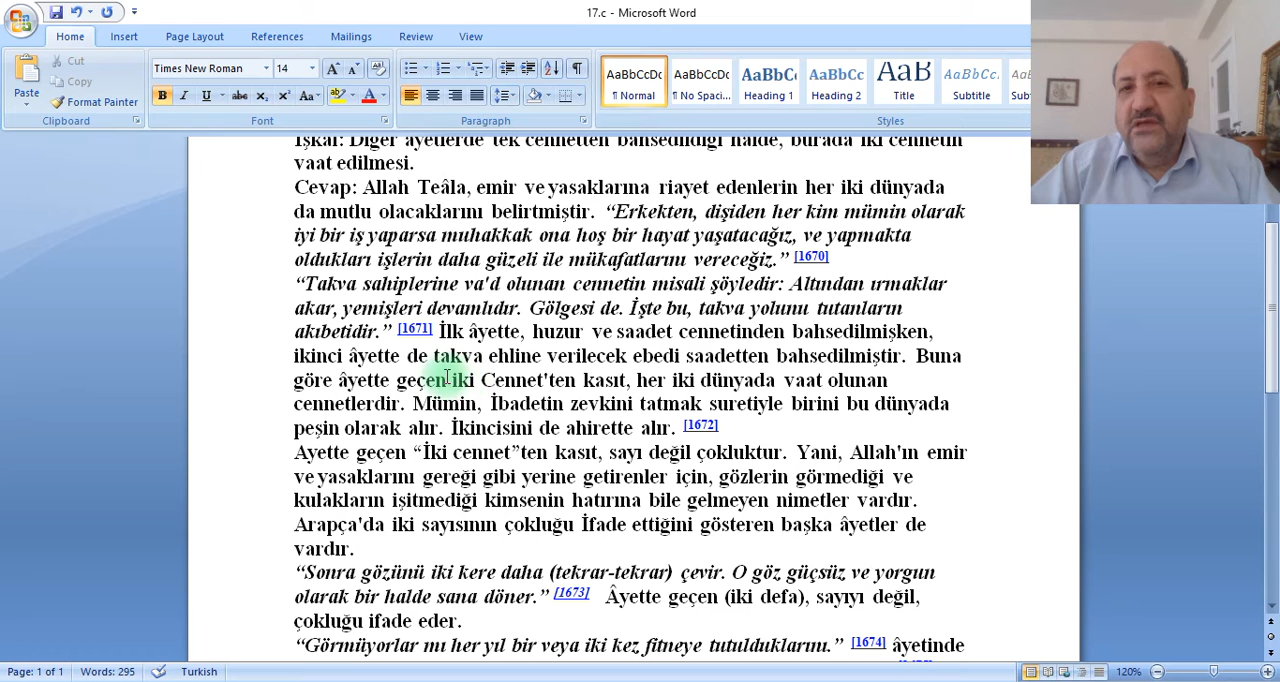 17.c - Microsoft Word
Home Insert Page Layout References Mailings Review View
Cut
Copy
Paste
Format Painter
Times New Roman 14
AaBbCcDc AaBbCcDc AaBbC AaBbCc AaB AaBbCc.
¶ Normal ¶ No Spaci... Heading 1 Heading 2 Title Subtitle
Clipboard Font Paragraph Styles
İşkal: Diğer âyetlerde tek cennetten bahsedildiği halde, burada iki cennetin
vaat edilmesi.
Cevap: Allah Teâla, emir ve yasaklarına riayet edenlerin her iki dünyada
da mutlu olacaklarını belirtmiştir. “Erkekten, dişiden her kim mümin olarak
iyi bir iş yaparsa muhakkak ona hoş bir hayat yaşatacağız, ve yapmakta
oldukları işlerin daha güzeli ile mükafatlarını vereceğiz.” [1670]
“Takva sahiplerine va'd olunan cennetin misali şöyledir: Altından ırmaklar
akar, yemişleri devamlıdır. Gölgesi de. İşte bu, takva yolunu tutanların
akıbetidir.” [1671] İlk âyette, huzur ve saadet cennetinden bahsedilmişken,
ikinci âyette de takva ehline verilecek ebedi saadetten bahsedilmiştir. Buna
göre âyette geçen iki Cennet'ten kasıt, her iki dünyada vaat olunan
cennetlerdir. Mümin, İbadetin zevkini tatmak suretiyle birini bu dünyada
peşin olarak alır. İkincisini de ahirette alır. [1672]
Ayette geçen “İki cennet”ten kasıt, sayı değil çokluktur. Yani, Allah'ın emir
ve yasaklarını gereği gibi yerine getirenler için, gözlerin görmediği ve
kulakların işitmediği kimsenin hatırına bile gelmeyen nimetler vardır.
Arapça'da iki sayısının çokluğu İfade ettiğini gösteren başka âyetler de
vardır.
“Sonra gözünü iki kere daha (tekrar-tekrar) çevir. O göz güçsüz ve yorgun
olarak bir halde sana döner.” [1673] Âyette geçen (iki defa), sayıyı değil,
çokluğu ifade eder.
“Görmüyorlar mı her yıl bir veya iki kez fitneye tutulduklarını.” [1674] âyetinde
Page: 1 of 1 Words: 295 Turkish 120%